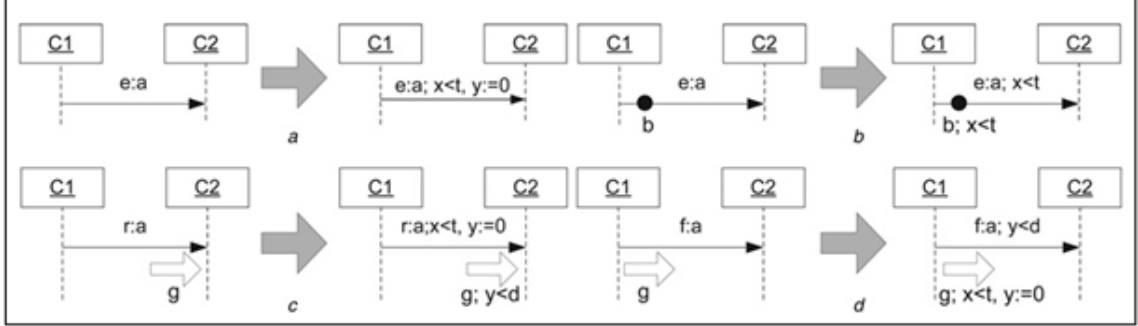 C1 C2 C1 C2 C1 C2 C1 C2
e:a e:a; x<t, y:=0 e:a e:a; x<t
b b; x<t
a b
C1 C2 C1 C2 C1 C2 C1 C2
r:a r:a;x<t, y:=0 f:a f:a; y<d
g g; y<d g g; x<t, y:=0
c d